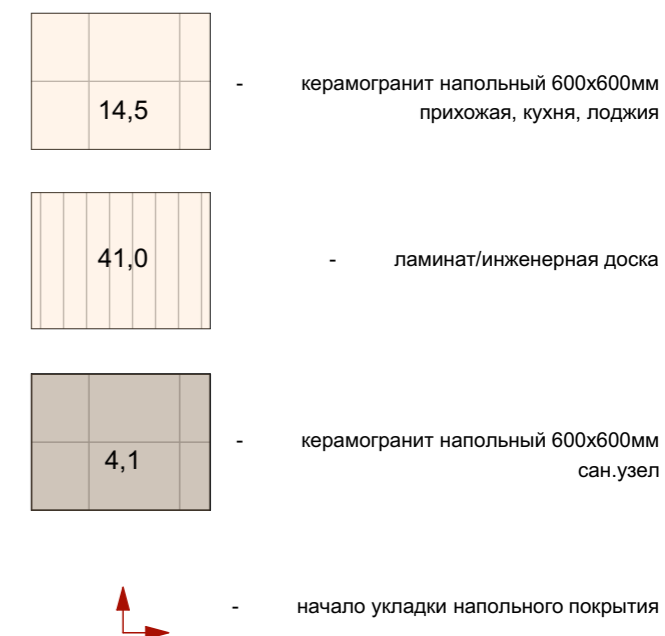 14,5 - керамогранит напольный 600х600мм
прихожая, кухня, лоджия
41,0 - ламинат/инженерная доска
4,1 - керамогранит напольный 600х600мм
сан.узел
- начало укладки напольного покрытия